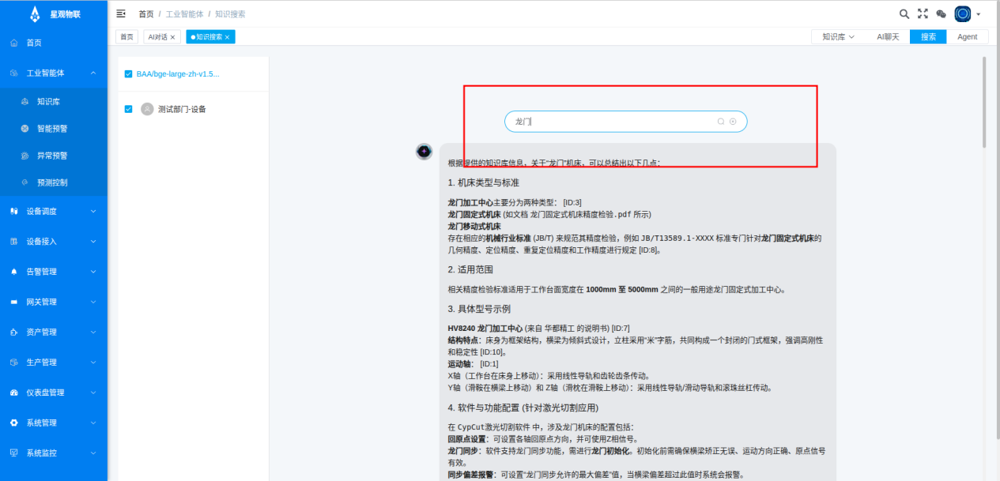 星观物联
首页 / 工业智能体 / 知识搜索
首页
AI对话 ×
知识搜索 ×
知识库
AI聊天
搜索
Agent
首页
工业智能体
知识库
智能预警
异常预警
预测控制
设备调度
设备接入
告警管理
网关管理
资产管理
生产管理
仪表盘管理
系统管理
系统监控
BAA/bge-large-zh-v1.5...
测试部门-设备
龙门
根据提供的知识库信息，关于“龙门”机床，可以总结出以下几点：
1. 机床类型与标准
龙门加工中心主要分为两种类型： [ID:3]
龙门固定式机床 (如文档 龙门固定式机床精度检验.pdf 所示)
龙门移动式机床
存在相应的机械行业标准 (JB/T) 来规范其精度检验，例如 JB/T13589.1-XXXX 标准专门针对龙门固定式机床的
几何精度、定位精度、重复定位精度和工作精度进行规定 [ID:8]。
2. 适用范围
相关精度检验标准适用于工作台面宽度在 1000mm 至 5000mm 之间的一般用途龙门固定式加工中心。
3. 具体型号示例
HV8240 龙门加工中心 (来自 华都精工 的说明书) [ID:7]
结构特点：床身为框架结构，横梁为倾斜式设计，立柱采用“米”字筋，共同构成一个封闭的门式框架，强调高刚性
和稳定性 [ID:10]。
运动轴： [ID:1]
X轴（工作台在床身上移动）：采用线性导轨和齿轮齿条传动。
Y轴（滑鞍在横梁上移动）和 Z轴（滑枕在滑鞍上移动）：采用线性导轨/滑动导轨和滚珠丝杠传动。
4. 软件与功能配置 (针对激光切割应用)
在 CypCut激光切割软件 中，涉及龙门机床的配置包括：
回原点设置：可设置各轴回原点方向，并可使用Z相信号。
龙门同步：软件支持龙门同步功能，需进行龙门初始化。初始化前需确保横梁矫正无误、运动方向正确、原点信号
有效。
同步偏差报警：可设置“龙门同步允许的最大偏差”值，当横梁偏差超过此值时系统会报警。